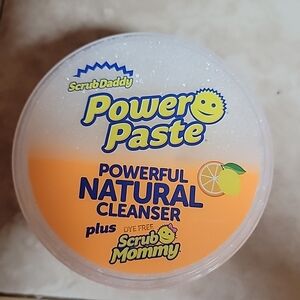 Scrub Daddy
Power
Paste
POWERFUL
NATURAL
CLEANSER
plus DYE FREE
Scrub
Mommy